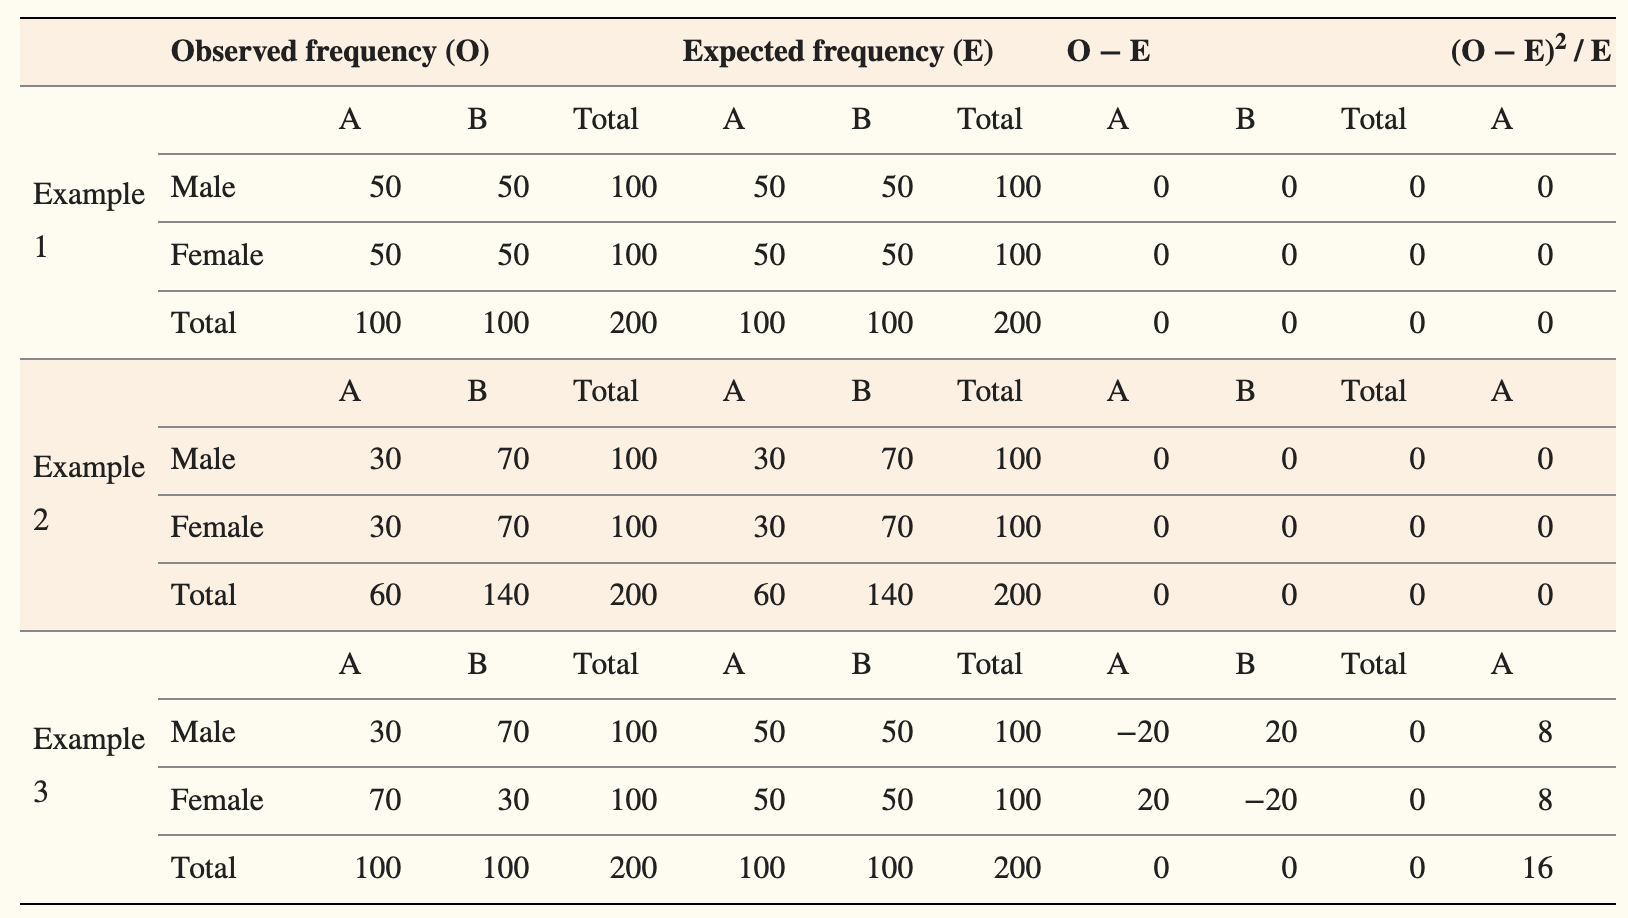 Observed frequency (O) Expected frequency (E) O – E (O – E)² / E
A B Total A B Total A B Total A
Example 1
Male 50 50 100 50 50 100 0 0 0 0
Female 50 50 100 50 50 100 0 0 0 0
Total 100 100 200 100 100 200 0 0 0 0
A B Total A B Total A B Total A
Example 2
Male 30 70 100 30 70 100 0 0 0 0
Female 30 70 100 30 70 100 0 0 0 0
Total 60 140 200 60 140 200 0 0 0 0
A B Total A B Total A B Total A
Example 3
Male 30 70 100 50 50 100 –20 20 0 8
Female 70 30 100 50 50 100 20 –20 0 8
Total 100 100 200 100 100 200 0 0 0 16